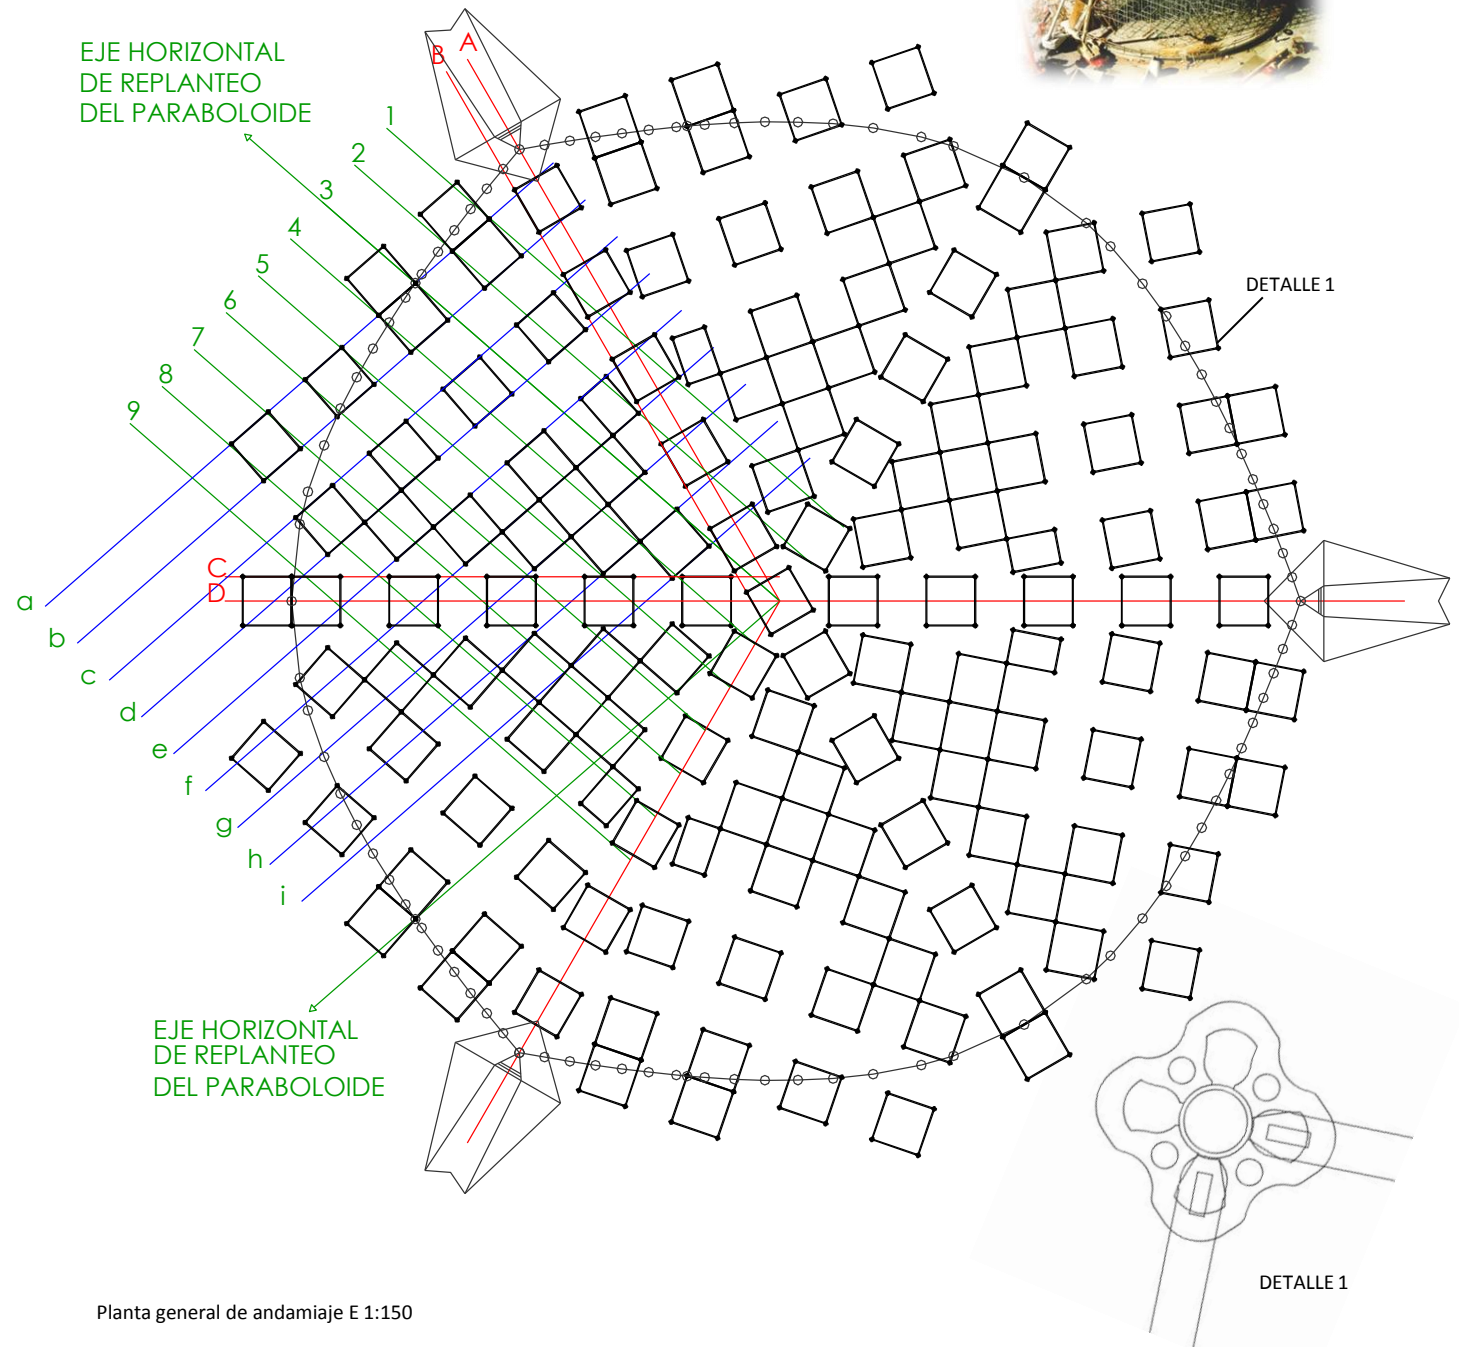 EJE HORIZONTAL
DE REPLANTEO
DEL PARABOLOIDE
B
A
1
2
3
4
5
6
7
8
9
DETALLE 1
C
D
a
b
c
d
e
f
g
h
i
EJE HORIZONTAL
DE REPLANTEO
DEL PARABOLOIDE
DETALLE 1
Planta general de andamiaje E 1:150